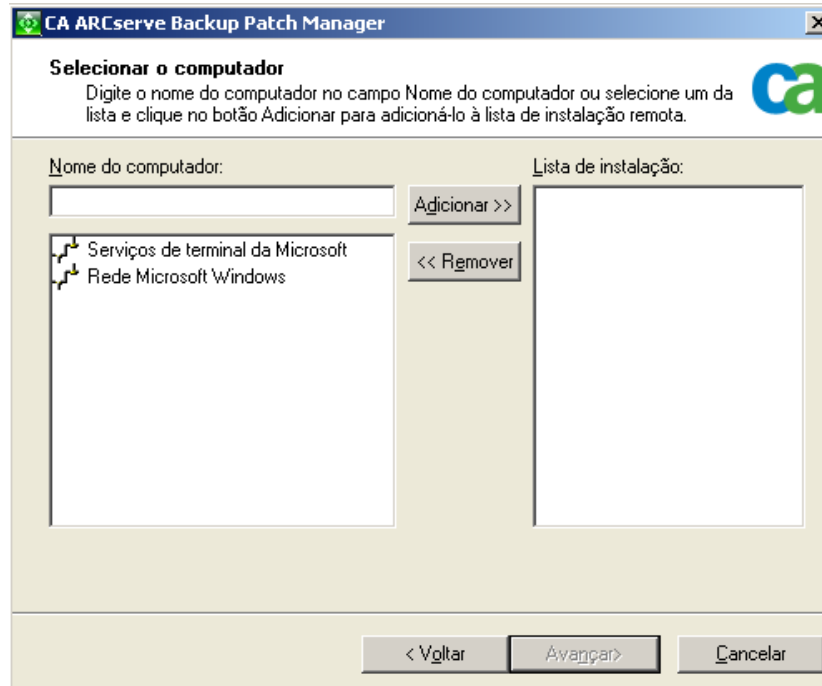 CA ARCserve Backup Patch Manager
Selecionar o computador
Digite o nome do computador no campo Nome do computador ou selecione um da
lista e clique no botão Adicionar para adicioná-lo à lista de instalação remota.
ca
Nome do computador:
Lista de instalação:
Adicionar >>
Serviços de terminal da Microsoft
<< Remover
Rede Microsoft Windows
< Voltar
Avançar>
Cancelar